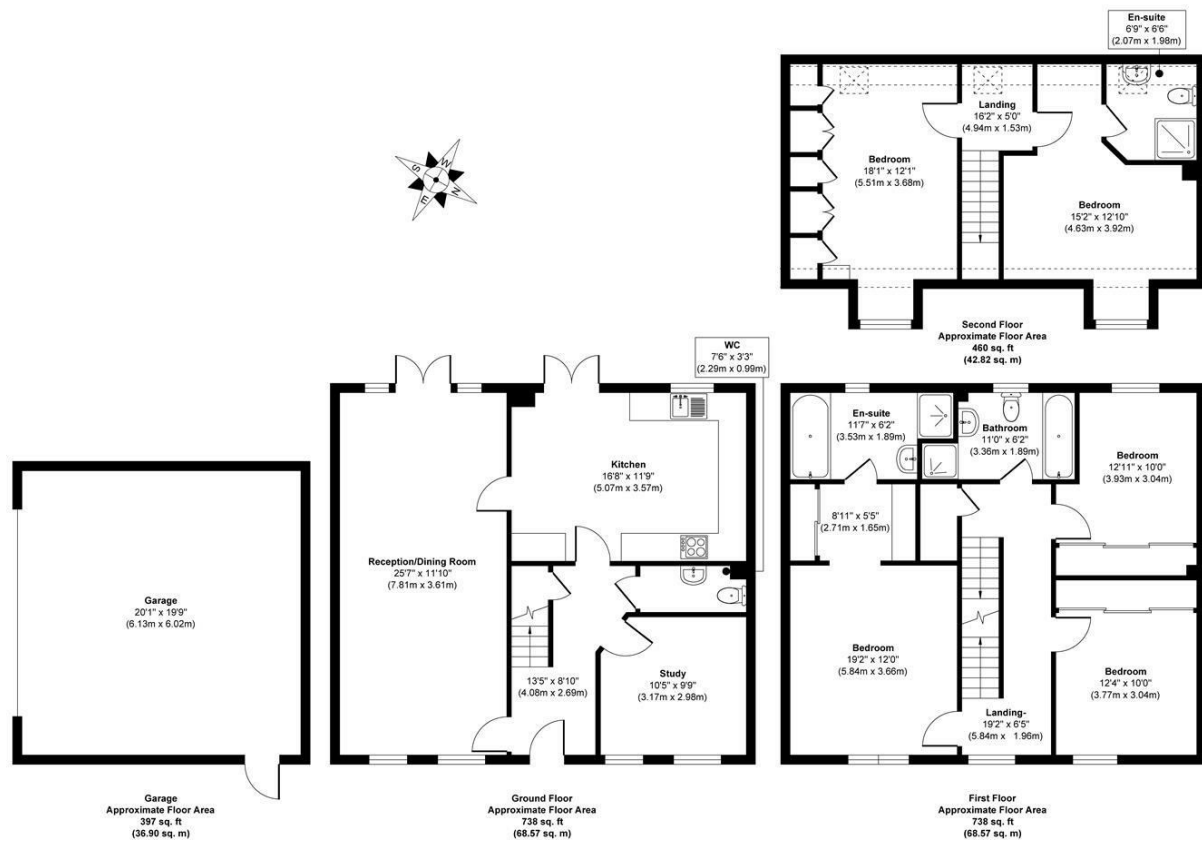 En-suite
6'9" x 6'6"
(2.07m x 1.98m)
Landing
16'2" x 5'0"
(4.94m x 1.53m)
Bedroom
18'1" x 12'1"
(5.51m x 3.68m)
Bedroom
15'2" x 12'10"
(4.63m x 3.92m)
Second Floor
Approximate Floor Area
460 sq. ft
(42.82 sq. m)
S
W
E
N
WC
7'6" x 3'3"
(2.29m x 0.99m)
Kitchen
16'8" x 11'9"
(5.07m x 3.57m)
Reception/Dining Room
25'7" x 11'10"
(7.81m x 3.61m)
Study
10'5" x 9'9"
(3.17m x 2.98m)
13'5" x 8'10"
(4.08m x 2.69m)
Garage
20'1" x 19'9"
(6.13m x 6.02m)
En-suite
11'7" x 6'2"
(3.53m x 1.89m)
Bathroom
11'0" x 6'2"
(3.36m x 1.89m)
Bedroom
12'11" x 10'0"
(3.93m x 3.04m)
8'11" x 5'5"
(2.71m x 1.65m)
Bedroom
19'2" x 12'0"
(5.84m x 3.66m)
Bedroom
12'4" x 10'0"
(3.77m x 3.04m)
Landing-
19'2" x 6'5"
(5.84m 1.96m)
Garage
Approximate Floor Area
397 sq. ft
(36.90 sq. m)
Ground Floor
Approximate Floor Area
738 sq. ft
(68.57 sq. m)
First Floor
Approximate Floor Area
738 sq. ft
(68.57 sq. m)